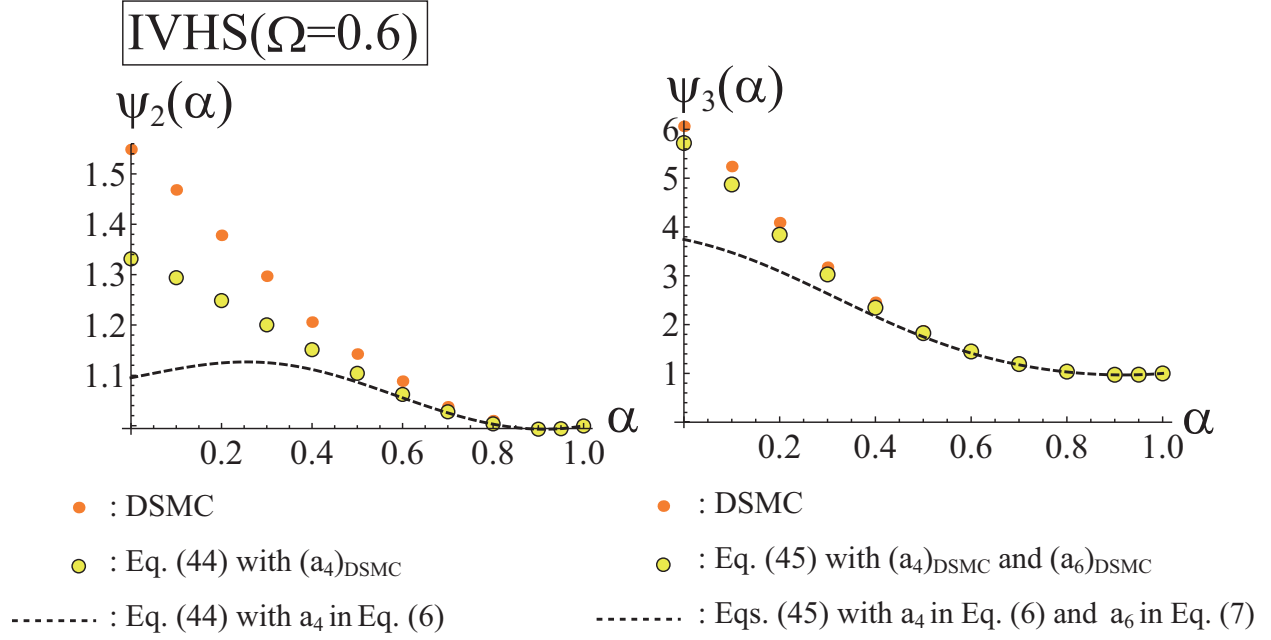 IVHS(Ω=0.6)
ψ₂(α)
1.5
1.4
1.3
1.2
1.1
0.2 0.4 0.6 0.8 1.0
α
: DSMC
: Eq. (44) with (a₄)DSMC
: Eq. (44) with a₄ in Eq. (6)
ψ₃(α)
6
5
4
3
2
1
0.2 0.4 0.6 0.8 1.0
α
: DSMC
: Eq. (45) with (a₄)DSMC and (a₆)DSMC
: Eqs. (45) with a₄ in Eq. (6) and a₆ in Eq. (7)